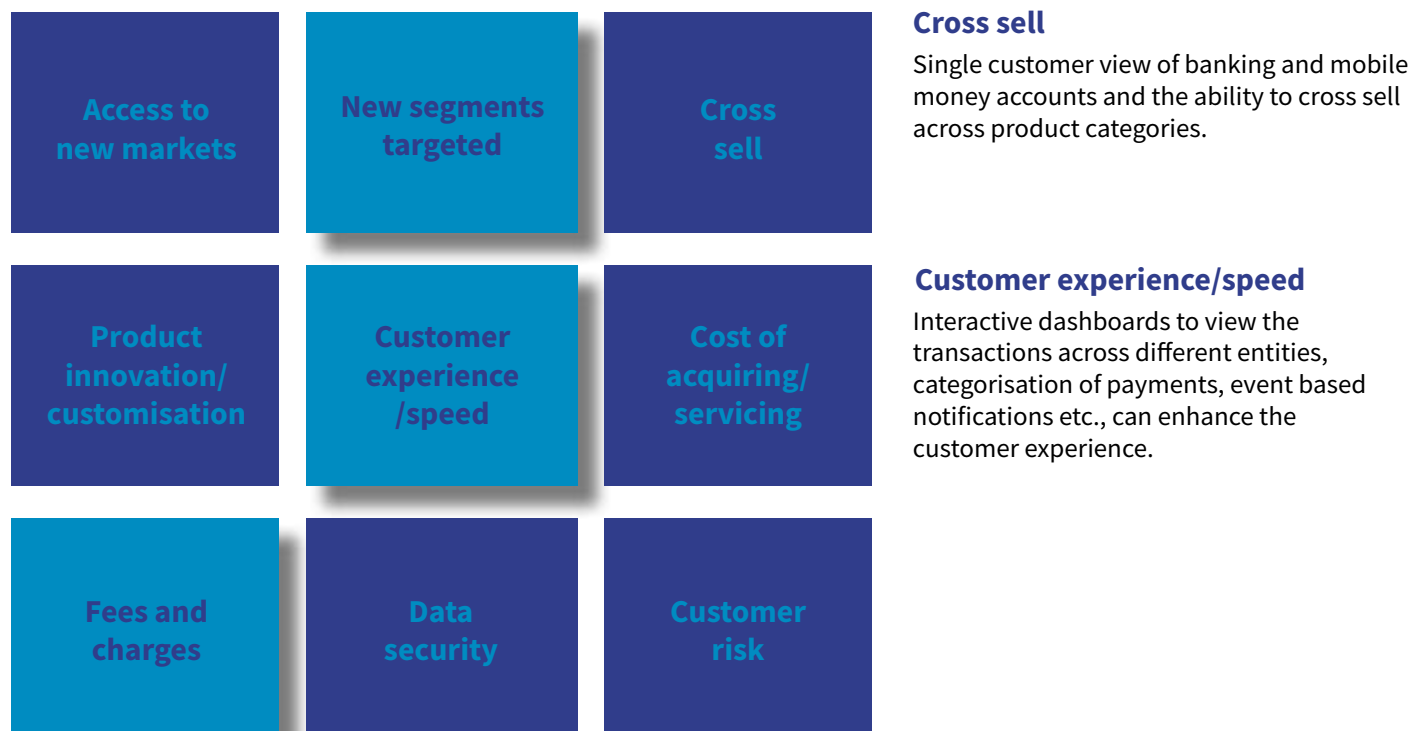 Access to
new markets
New segments
targeted
Cross
sell
Product
innovation/
customisation
Customer
experience
/speed
Cost of
acquiring/
servicing
Fees and
charges
Data
security
Customer
risk
Cross sell
Single customer view of banking and mobile
money accounts and the ability to cross sell
across product categories.
Customer experience/speed
Interactive dashboards to view the
transactions across different entities,
categorisation of payments, event based
notifications etc., can enhance the
customer experience.